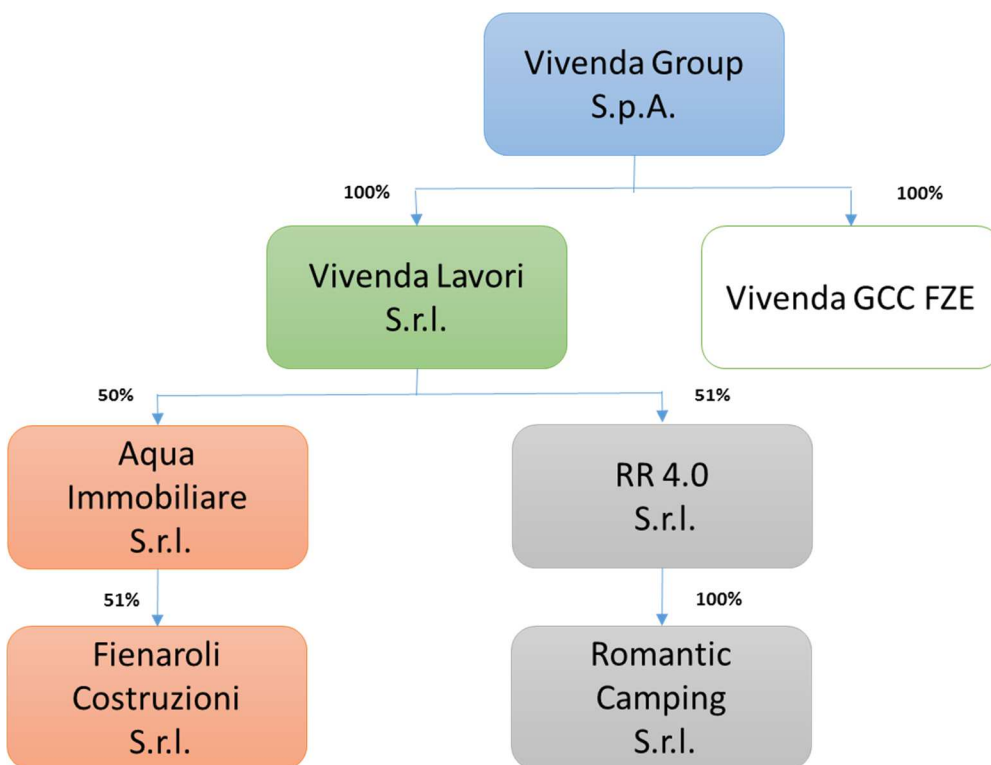 Vivenda Group
S.p.A.
100%
100%
Vivenda Lavori
S.r.l.
Vivenda GCC FZE
50%
51%
Aqua
Immobiliare
S.r.l.
RR 4.0
S.r.l.
51%
100%
Fienaroli
Costruzioni
S.r.l.
Romantic
Camping
S.r.l.